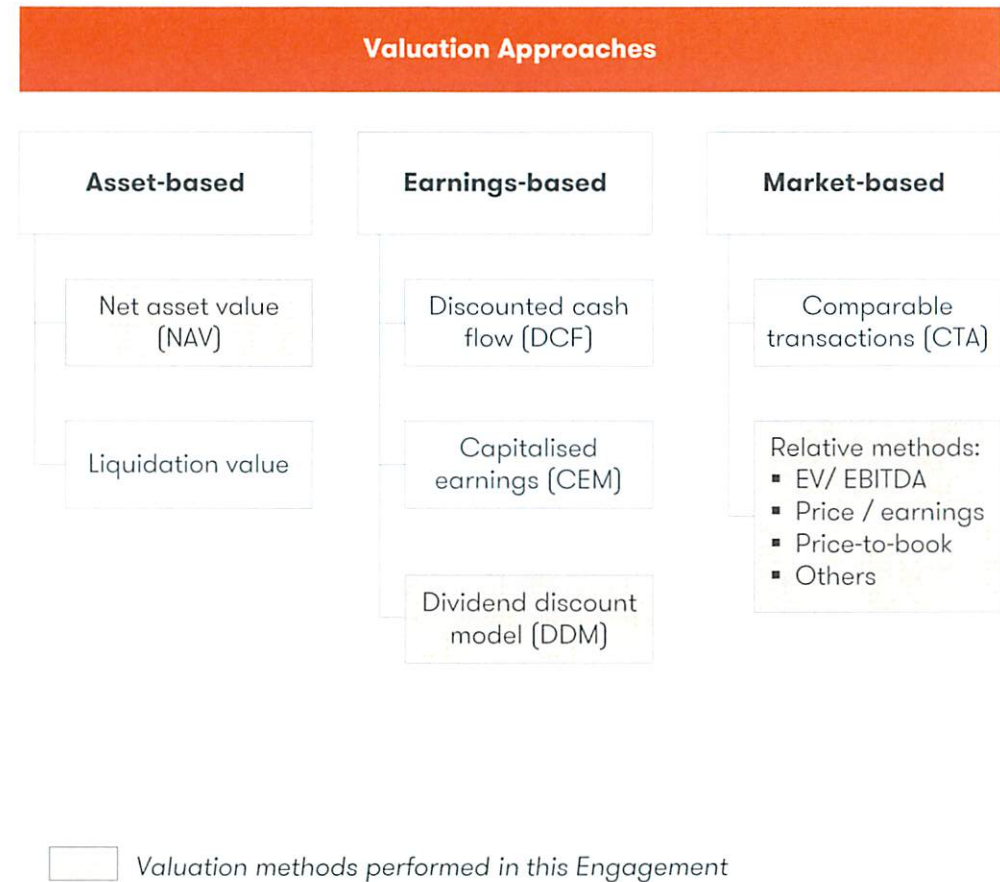 Valuation Approaches
Asset-based
Earnings-based
Market-based
Net asset value
(NAV)
Liquidation value
Discounted cash
flow (DCF)
Capitalised
earnings (CEM)
Dividend discount
model (DDM)
Comparable
transactions (CTA)
Relative methods:
▪ EV/ EBITDA
▪ Price / earnings
▪ Price-to-book
▪ Others
Valuation methods performed in this Engagement